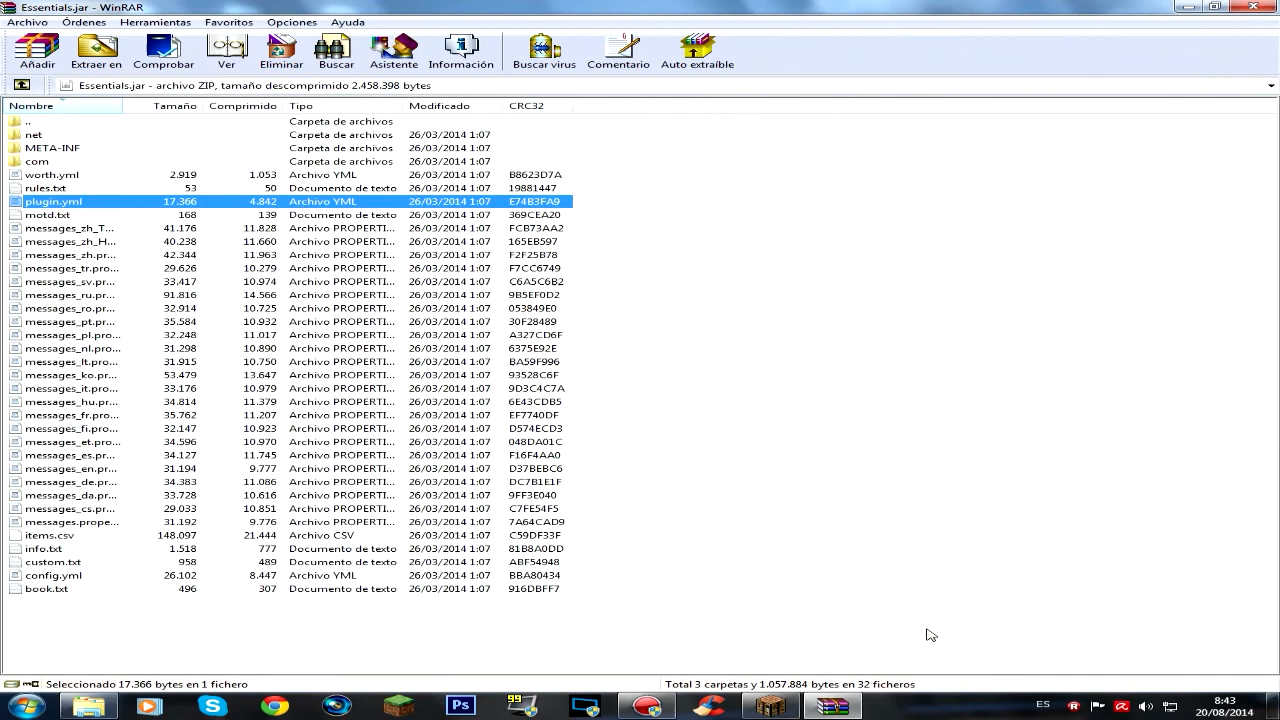 Essentials.jar - WinRAR
Archivo Órdenes Herramientas Favoritos Opciones Ayuda
Añadir Extraer en Comprobar Ver Eliminar Buscar Asistente Información Buscar virus Comentario Auto extraíble
Essentials.jar - archivo ZIP, tamaño descomprimido 2.458.398 bytes
Nombre Tamaño Comprimido Tipo Modificado CRC32
.. Carpeta de archivos
net Carpeta de archivos 26/03/2014 1:07
META-INF Carpeta de archivos 26/03/2014 1:07
com Carpeta de archivos 26/03/2014 1:07
worth.yml 2.919 1.053 Archivo YML 26/03/2014 1:07 B8623D7A
rules.txt 53 50 Documento de texto 26/03/2014 1:07 19881447
plugin.yml 17.366 4.842 Archivo YML 26/03/2014 1:07 E74B3FA9
motd.txt 168 139 Documento de texto 26/03/2014 1:07 369CEA20
messages_zh_T... 41.176 11.828 Archivo PROPERTI... 26/03/2014 1:07 FCB73AA2
messages_zh_H... 40.238 11.660 Archivo PROPERTI... 26/03/2014 1:07 165EB597
messages_zh.pr... 42.344 11.963 Archivo PROPERTI... 26/03/2014 1:07 F2F25B78
messages_tr.pro... 29.626 10.279 Archivo PROPERTI... 26/03/2014 1:07 F7CC6749
messages_sv.pr... 33.417 10.974 Archivo PROPERTI... 26/03/2014 1:07 C6A5C6B2
messages_ru.pr... 91.816 14.566 Archivo PROPERTI... 26/03/2014 1:07 9B5EF0D2
messages_ro.pr... 32.914 10.725 Archivo PROPERTI... 26/03/2014 1:07 053849E0
messages_pt.pr... 35.584 10.932 Archivo PROPERTI... 26/03/2014 1:07 30F28489
messages_pl.pro... 32.248 11.017 Archivo PROPERTI... 26/03/2014 1:07 A327CD6F
messages_nl.pro... 31.298 10.890 Archivo PROPERTI... 26/03/2014 1:07 6375E92E
messages_lt.pro... 31.915 10.750 Archivo PROPERTI... 26/03/2014 1:07 BA59F996
messages_ko.pr... 53.479 13.647 Archivo PROPERTI... 26/03/2014 1:07 93528C6F
messages_it.pro... 33.176 10.979 Archivo PROPERTI... 26/03/2014 1:07 9D3C4C7A
messages_hu.pr... 34.814 11.379 Archivo PROPERTI... 26/03/2014 1:07 6E43CDB5
messages_fr.pro... 35.762 11.207 Archivo PROPERTI... 26/03/2014 1:07 EF7740DF
messages_fi.pro... 32.147 10.923 Archivo PROPERTI... 26/03/2014 1:07 D574ECD3
messages_et.pro... 34.596 10.970 Archivo PROPERTI... 26/03/2014 1:07 048DA01C
messages_es.pr... 34.127 11.745 Archivo PROPERTI... 26/03/2014 1:07 F16F4AA0
messages_en.pr... 31.194 9.777 Archivo PROPERTI... 26/03/2014 1:07 D37BEBC6
messages_de.pr... 34.383 11.086 Archivo PROPERTI... 26/03/2014 1:07 DC7B1E1F
messages_da.pr... 33.728 10.616 Archivo PROPERTI... 26/03/2014 1:07 9FF3E040
messages_cs.pr... 29.033 10.851 Archivo PROPERTI... 26/03/2014 1:07 C7FE54F5
messages.prope... 31.192 9.776 Archivo PROPERTI... 26/03/2014 1:07 7A64CAD9
items.csv 148.097 21.444 Archivo CSV 26/03/2014 1:07 C59DF33F
info.txt 1.518 777 Documento de texto 26/03/2014 1:07 81B8A0DD
custom.txt 958 489 Documento de texto 26/03/2014 1:07 ABF54948
config.yml 26.102 8.447 Archivo YML 26/03/2014 1:07 BBA80434
book.txt 496 307 Documento de texto 26/03/2014 1:07 916DBFF7
Seleccionado 17.366 bytes en 1 fichero Total 3 carpetas y 1.057.884 bytes en 32 ficheros
Ps 99 ES 8:43
20/08/2014